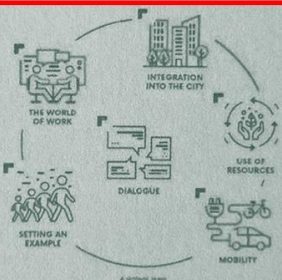 INTEGRATION
INTO THE CITY
THE WORLD
OF WORK
USE OF
RESOURCES
DIALOGUE
SETTING AN
EXAMPLE
MOBILITY